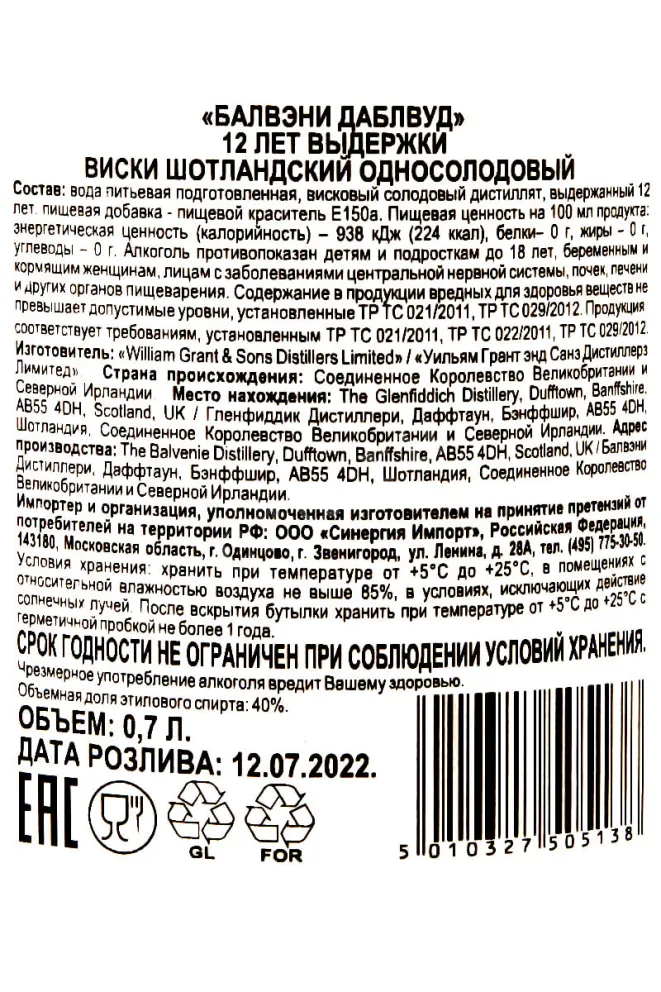 «БАЛВЭНИ ДАБЛВУД»
12 ЛЕТ ВЫДЕРЖКИ
ВИСКИ ШОТЛАНДСКИЙ ОДНОСОЛОДОВЫЙ
Состав: вода питьевая подготовленная, висковый солодовый дистиллят, выдержанный 12
лет. пищевая добавка - пищевой краситель Е150а. Пищевая ценность на 100 мл продукта:
энергетическая ценность (калорийность) – 938 кДж (224 ккал), белки– 0 г, жиры - 0 г,
углеводы – 0 г. Алкоголь противопоказан детям и подросткам до 18 лет, беременным и
кормящим женщинам, лицам с заболеваниями центральной нервной системы, почек, печени
и других органов пищеварения. Содержание в продукции вредных для здоровья веществ не
превышает допустимые уровни, установленные ТР ТС 021/2011, ТР ТС 029/2012. Продукция
соответствует требованиям, установленным ТР ТС 021/2011, ТР ТС 022/2011, ТР ТС 029/2012.
Изготовитель: «William Grant & Sons Distillers Limited» / «Уильям Грант энд Санз Дистиллерз
Лимитед» Страна происхождения: Соединенное Королевство Великобритании и
Северной Ирландии. Место нахождения: The Glenfiddich Distillery, Dufftown, Banffshire,
AB55 4DH, Scotland, UK / Гленфиддик Дистиллери, Даффтаун, Бэнффшир, AB55 4DH,
Шотландия, Соединенное Королевство Великобритании и Северной Ирландии. Адрес
производства: The Balvenie Distillery, Dufftown, Banffshire, AB55 4DH, Scotland, UK / Балвэни
Дистиллери, Даффтаун, Бэнффшир, AB55 4DH, Шотландия, Соединенное Королевство
Великобритании и Северной Ирландии.
Импортер и организация, уполномоченная изготовителем на принятие претензий от
потребителей на территории РФ: ООО «Синергия Импорт», Российская Федерация,
143180, Московская область, г. Одинцово, г. Звенигород, ул. Ленина, д. 28А, тел. (495) 775-30-50.
Условия хранения: хранить при температуре от +5°С до +25°С, в помещениях с
относительной влажностью воздуха не выше 85%, в условиях, исключающих действие
солнечных лучей. После вскрытия бутылки хранить при температуре от +5°С до +25°С с
герметичной пробкой не более 1 года.
СРОК ГОДНОСТИ НЕ ОГРАНИЧЕН ПРИ СОБЛЮДЕНИИ УСЛОВИЙ ХРАНЕНИЯ.
Чрезмерное употребление алкоголя вредит Вашему здоровью.
Объемная доля этилового спирта: 40%.
ОБЪЕМ: 0,7 Л.
ДАТА РОЗЛИВА: 12.07.2022.
EAC
GL FOR
5 010327 505138